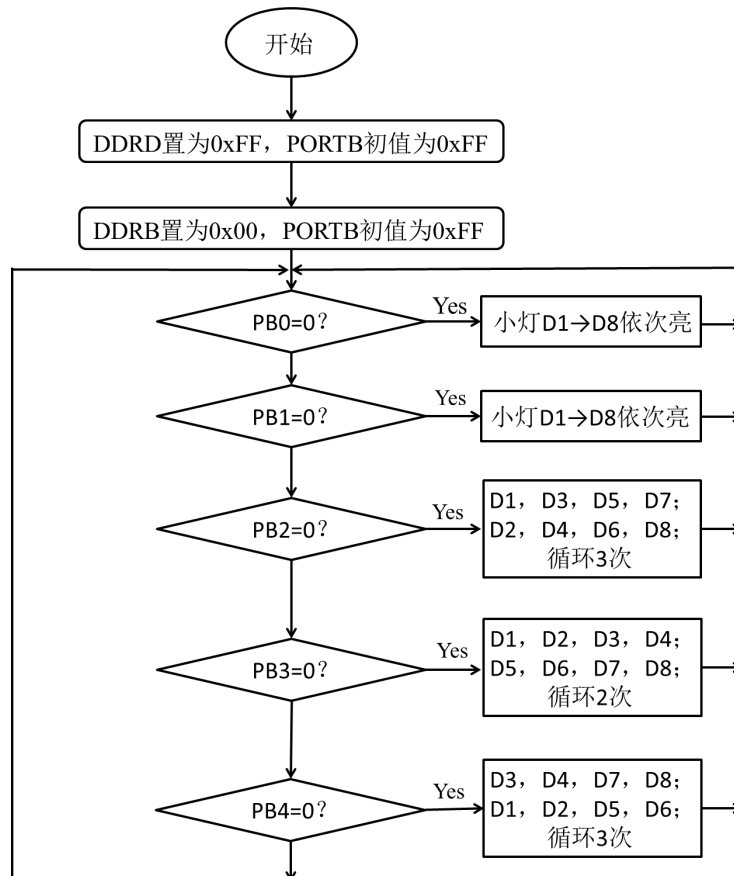 开始
DDRD置为0xFF，PORTB初值为0xFF
DDRB置为0x00，PORTB初值为0xFF
PB0=0？
Yes
小灯D1→D8依次亮
PB1=0？
Yes
小灯D1→D8依次亮
PB2=0？
Yes
D1，D3，D5，D7；
D2，D4，D6，D8；
循环3次
PB3=0？
Yes
D1，D2，D3，D4；
D5，D6，D7，D8；
循环2次
PB4=0？
Yes
D3，D4，D7，D8；
D1，D2，D5，D6；
循环3次